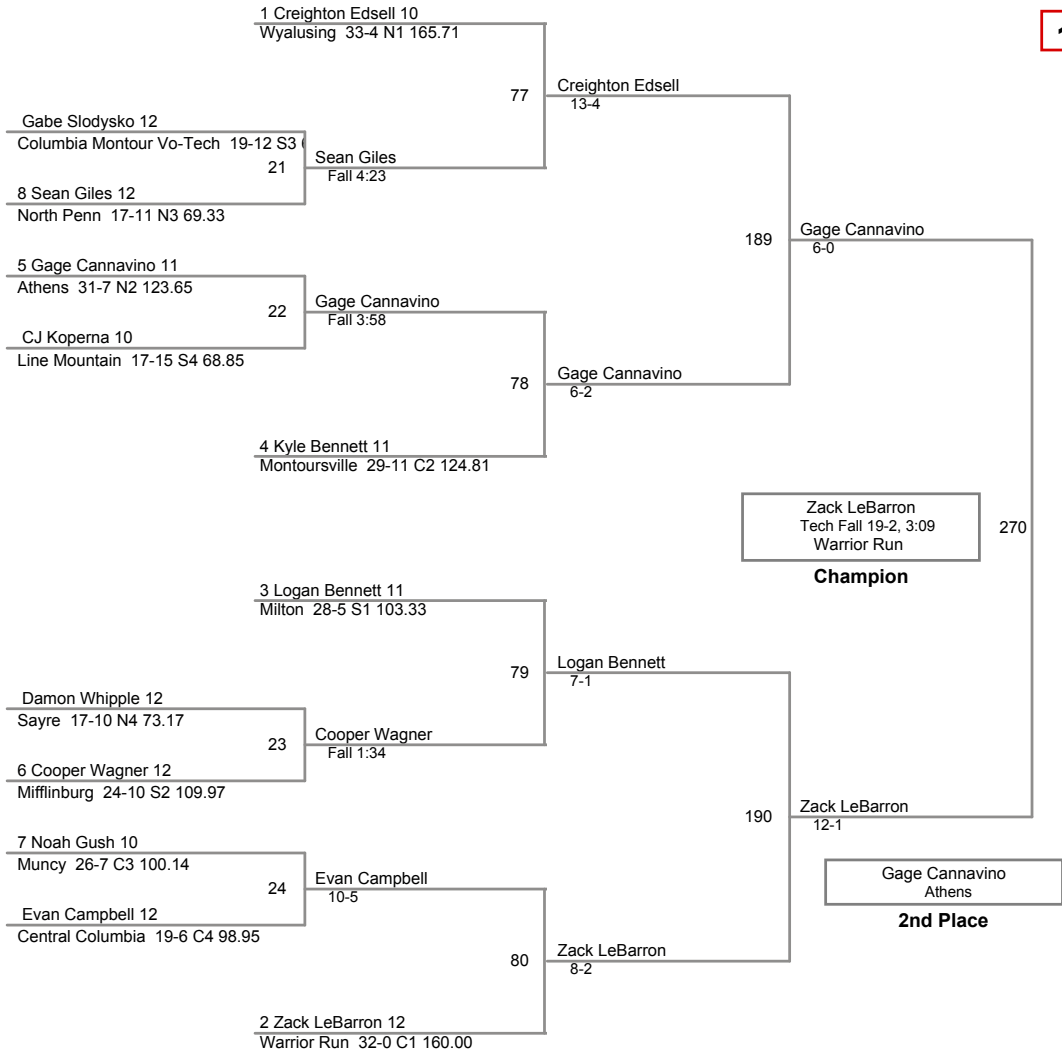 1 Creighton Edsell 10
Wyalusing 33-4 N1 165.71
77
Creighton Edsell
13-4
Gabe Slodysko 12
Columbia Montour Vo-Tech 19-12 S3
21
Sean Giles
Fall 4:23
8 Sean Giles 12
North Penn 17-11 N3 69.33
189
Gage Cannavino
6-0
5 Gage Cannavino 11
Athens 31-7 N2 123.65
22
Gage Cannavino
Fall 3:58
CJ Koperna 10
Line Mountain 17-15 S4 68.85
78
Gage Cannavino
6-2
4 Kyle Bennett 11
Montoursville 29-11 C2 124.81
Zack LeBarron
Tech Fall 19-2, 3:09
Warrior Run
270
Champion
3 Logan Bennett 11
Milton 28-5 S1 103.33
79
Logan Bennett
7-1
Damon Whipple 12
Sayre 17-10 N4 73.17
23
Cooper Wagner
Fall 1:34
6 Cooper Wagner 12
Mifflinburg 24-10 S2 109.97
190
Zack LeBarron
12-1
7 Noah Gush 10
Muncy 26-7 C3 100.14
24
Evan Campbell
10-5
Evan Campbell 12
Central Columbia 19-6 C4 98.95
Gage Cannavino
Athens
2nd Place
80
Zack LeBarron
8-2
2 Zack LeBarron 12
Warrior Run 32-0 C1 160.00